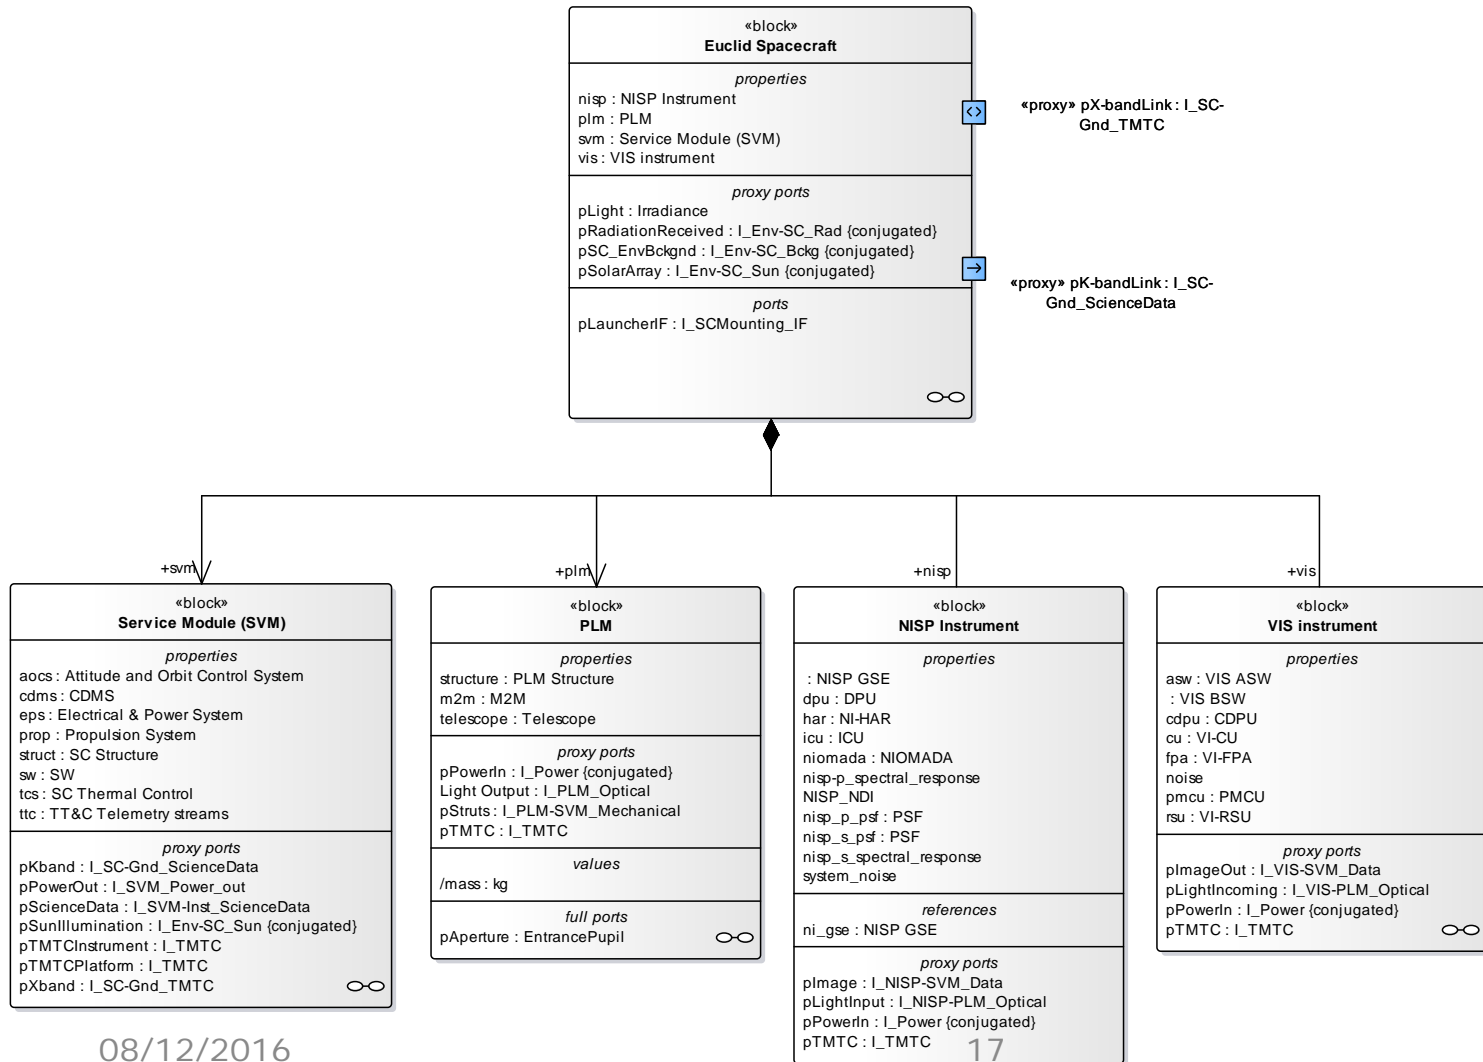 «block»
Euclid Spacecraft
properties
nisp : NISP Instrument
plm : PLM
svm : Service Module (SVM)
vis : VIS instrument
proxy ports
pLight : Irradiance
pRadiationReceived : I_Env-SC_Rad {conjugated}
pSC_EnvBckgnd : I_Env-SC_Bckg {conjugated}
pSolarArray : I_Env-SC_Sun {conjugated}
ports
pLauncherIF : I_SCMounting_IF
«proxy» pX-bandLink : I_SC-
Gnd_TMTC
«proxy» pK-bandLink : I_SC-
Gnd_ScienceData
+svm
+plm
+nisp
+vis
«block»
Service Module (SVM)
properties
aocs : Attitude and Orbit Control System
cdms : CDMS
eps : Electrical & Power System
prop : Propulsion System
struct : SC Structure
sw : SW
tcs : SC Thermal Control
ttc : TT&C Telemetry streams
proxy ports
pKband : I_SC-Gnd_ScienceData
pPowerOut : I_SVM_Power_out
pScienceData : I_SVM-Inst_ScienceData
pSunIllumination : I_Env-SC_Sun {conjugated}
pTMTCInstrument : I_TMTC
pTMTCPlatform : I_TMTC
pXband : I_SC-Gnd_TMTC
«block»
PLM
properties
structure : PLM Structure
m2m : M2M
telescope : Telescope
proxy ports
pPowerIn : I_Power {conjugated}
Light Output : I_PLM_Optical
pStruts : I_PLM-SVM_Mechanical
pTMTC : I_TMTC
values
/mass : kg
full ports
pAperture : EntrancePupil
«block»
NISP Instrument
properties
: NISP GSE
dpu : DPU
har : NI-HAR
icu : ICU
niomada : NIOMADA
nisp-p_spectral_response
NISP_NDI
nisp_p_psf : PSF
nisp_s_psf : PSF
nisp_s_spectral_response
system_noise
references
ni_gse : NISP GSE
proxy ports
pImage : I_NISP-SVM_Data
pLightInput : I_NISP-PLM_Optical
pPowerIn : I_Power {conjugated}
pTMTC : I_TMTC
«block»
VIS instrument
properties
asw : VIS ASW
: VIS BSW
cdpu : CDPU
cu : VI-CU
fpa : VI-FPA
noise
pmcu : PMCU
rsu : VI-RSU
proxy ports
pImageOut : I_VIS-SVM_Data
pLightIncoming : I_VIS-PLM_Optical
pPowerIn : I_Power {conjugated}
pTMTC : I_TMTC
08/12/2016
17